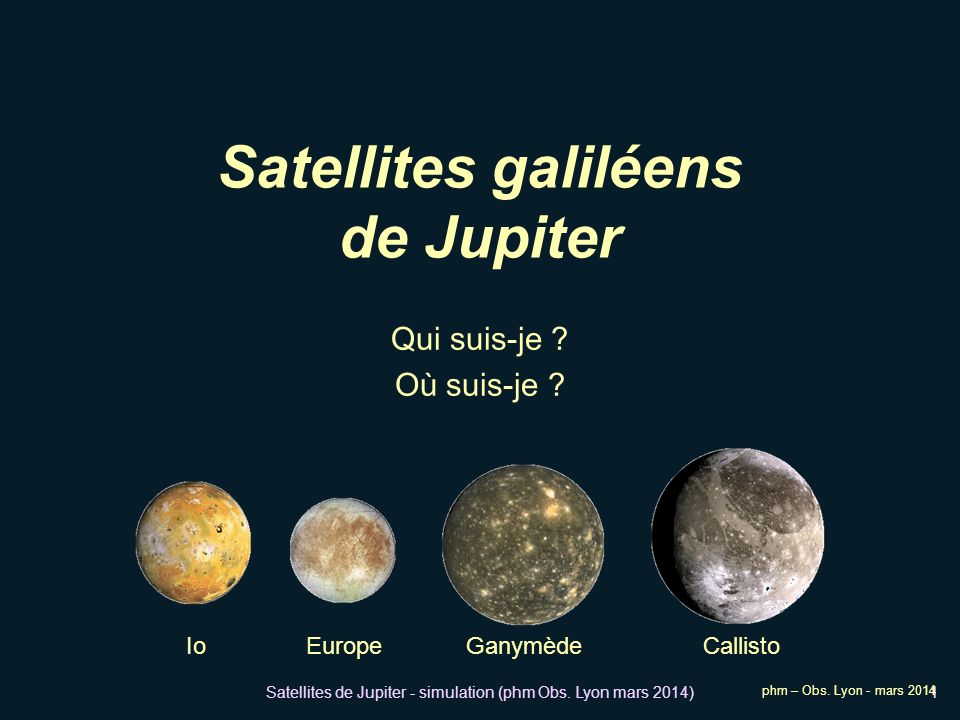 Satellites galiléens
de Jupiter
Qui suis-je ?
Où suis-je ?
Io Europe Ganymède Callisto
Satellites de Jupiter - simulation (phm Obs. Lyon mars 2014)
phm – Obs. Lyon - mars 2014
1